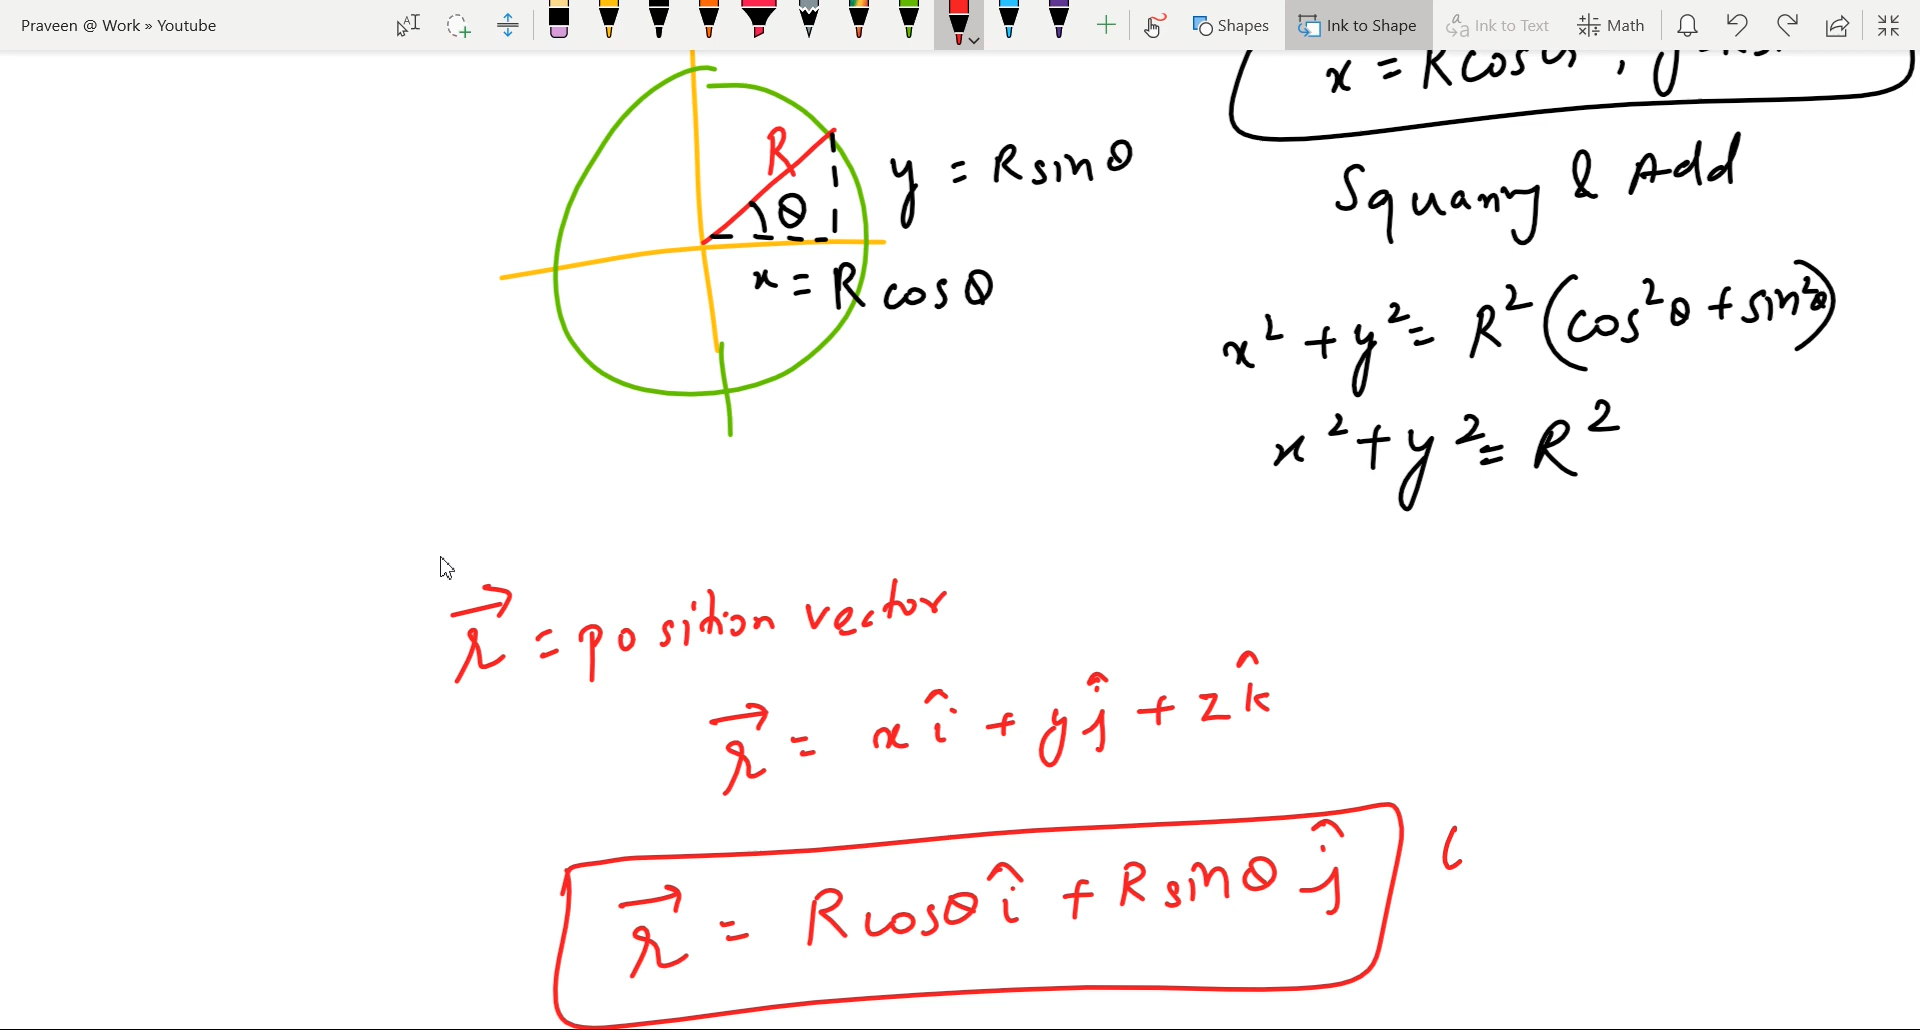 Praveen @ Work » Youtube
Shapes
Ink to Shape
Ink to Text
Math
x = R cos
, y
R
θ
y = R sin θ
x = R cos θ
Squaring & Add
x² + y² = R² (cos²θ + sin²θ)
x² + y² = R²
r⃗ = position vector
r⃗ = x î + y ĵ + z k̂
r⃗ = R cosθ î + R sinθ ĵ
(